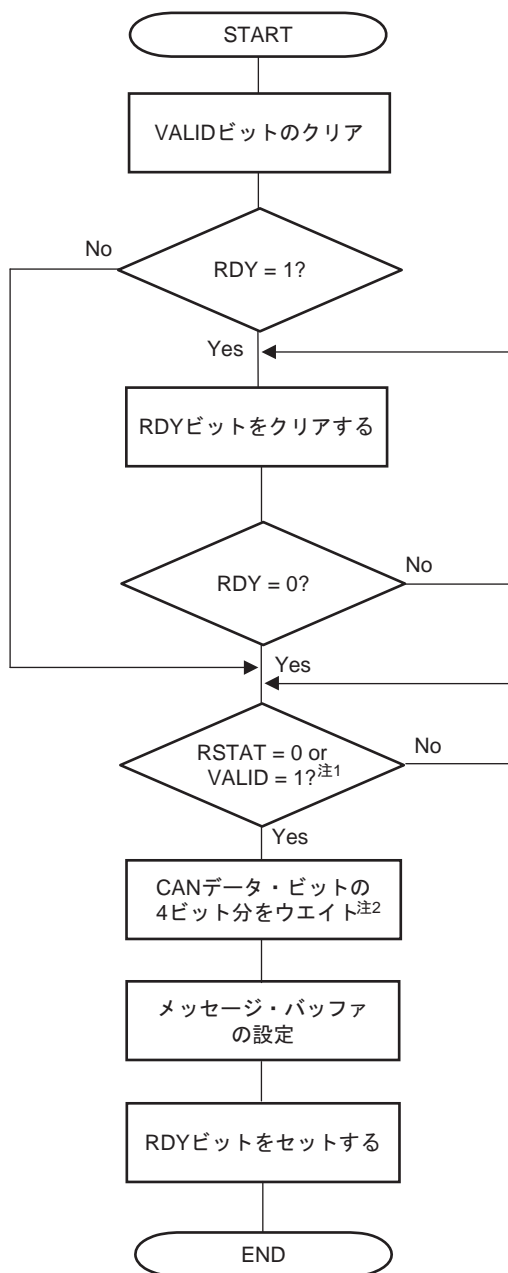 START
VALIDビットのクリア
No
RDY = 1?
Yes
RDYビットをクリアする
RDY = 0?
No
Yes
RSTAT = 0 or
VALID = 1?注1
No
Yes
CANデータ・ビットの
4ビット分をウエイト注2
メッセージ・バッファ
の設定
RDYビットをセットする
END